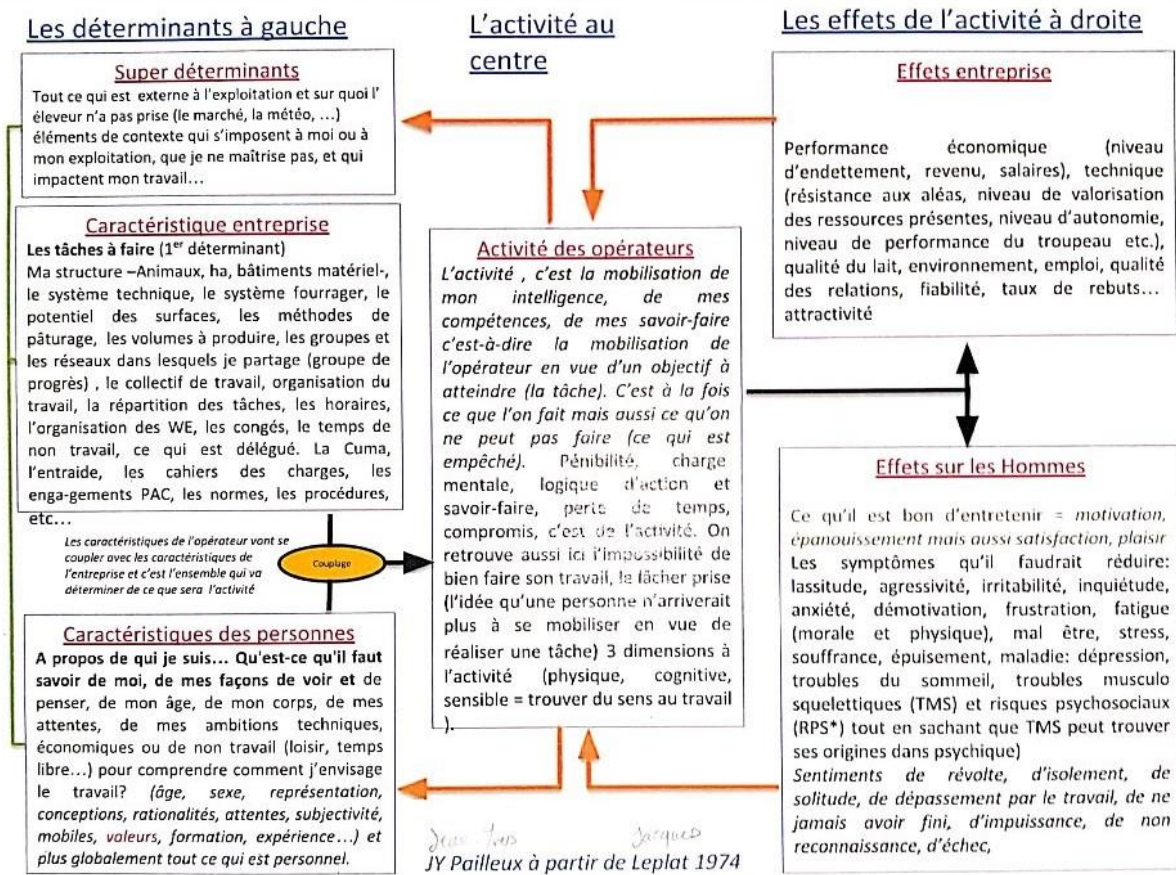 Les déterminants à gauche
L'activité au
centre
Les effets de l'activité à droite
Super déterminants
Tout ce qui est externe à l'exploitation et sur quoi l'
éleveur n'a pas prise (le marché, la météo, ...)
éléments de contexte qui s'imposent à moi ou à
mon exploitation, que je ne maîtrise pas, et qui
impactent mon travail...
Caractéristique entreprise
Les tâches à faire (1er déterminant)
Ma structure –Animaux, ha, bâtiments matériel-,
le système technique, le système fourrager, le
potentiel des surfaces, les méthodes de
pâturage, les volumes à produire, les groupes et
les réseaux dans lesquels je partage (groupe de
progrès) , le collectif de travail, organisation du
travail, la répartition des tâches, les horaires,
l'organisation des WE, les congés, le temps de
non travail, ce qui est délégué. La Cuma,
l'entraide, les cahiers des charges, les
enga-gements PAC, les normes, les procédures,
etc...
Les caractéristiques de l'opérateur vont se
coupler avec les caractéristiques de
l'entreprise et c'est l'ensemble qui va
déterminer de ce que sera l'activité
Couplage
Caractéristiques des personnes
A propos de qui je suis... Qu'est-ce qu'il faut
savoir de moi, de mes façons de voir et de
penser, de mon âge, de mon corps, de mes
attentes, de mes ambitions techniques,
économiques ou de non travail (loisir, temps
libre...) pour comprendre comment j'envisage
le travail? (âge, sexe, représentation,
conceptions, rationalités, attentes, subjectivité,
mobiles, valeurs, formation, expérience...) et
plus globalement tout ce qui est personnel.
Activité des opérateurs
L'activité , c'est la mobilisation de
mon intelligence, de mes
compétences, de mes savoir-faire
c'est-à-dire la mobilisation de
l'opérateur en vue d'un objectif à
atteindre (la tâche). C'est à la fois
ce que l'on fait mais aussi ce qu'on
ne peut pas faire (ce qui est
empêché). Pénibilité, charge
mentale, logique d'action et
savoir-faire, perte de temps,
compromis, c'est de l'activité. On
retrouve aussi ici l'impossibilité de
bien faire son travail, le lâcher prise
(l'idée qu'une personne n'arriverait
plus à se mobiliser en vue de
réaliser une tâche) 3 dimensions à
l'activité (physique, cognitive,
sensible = trouver du sens au travail
).
Jean-Yves Jacques
JY Pailleux à partir de Leplat 1974
Effets entreprise
Performance économique (niveau
d'endettement, revenu, salaires), technique
(résistance aux aléas, niveau de valorisation
des ressources présentes, niveau d'autonomie,
niveau de performance du troupeau etc.),
qualité du lait, environnement, emploi, qualité
des relations, fiabilité, taux de rebuts...
attractivité
Effets sur les Hommes
Ce qu'il est bon d'entretenir = motivation,
épanouissement mais aussi satisfaction, plaisir
Les symptômes qu'il faudrait réduire:
lassitude, agressivité, irritabilité, inquiétude,
anxiété, démotivation, frustration, fatigue
(morale et physique), mal être, stress,
souffrance, épuisement, maladie: dépression,
troubles du sommeil, troubles musculo
squelettiques (TMS) et risques psychosociaux
(RPS*) tout en sachant que TMS peut trouver
ses origines dans psychique)
Sentiments de révolte, d'isolement, de
solitude, de dépassement par le travail, de ne
jamais avoir fini, d'impuissance, de non
reconnaissance, d'échec,